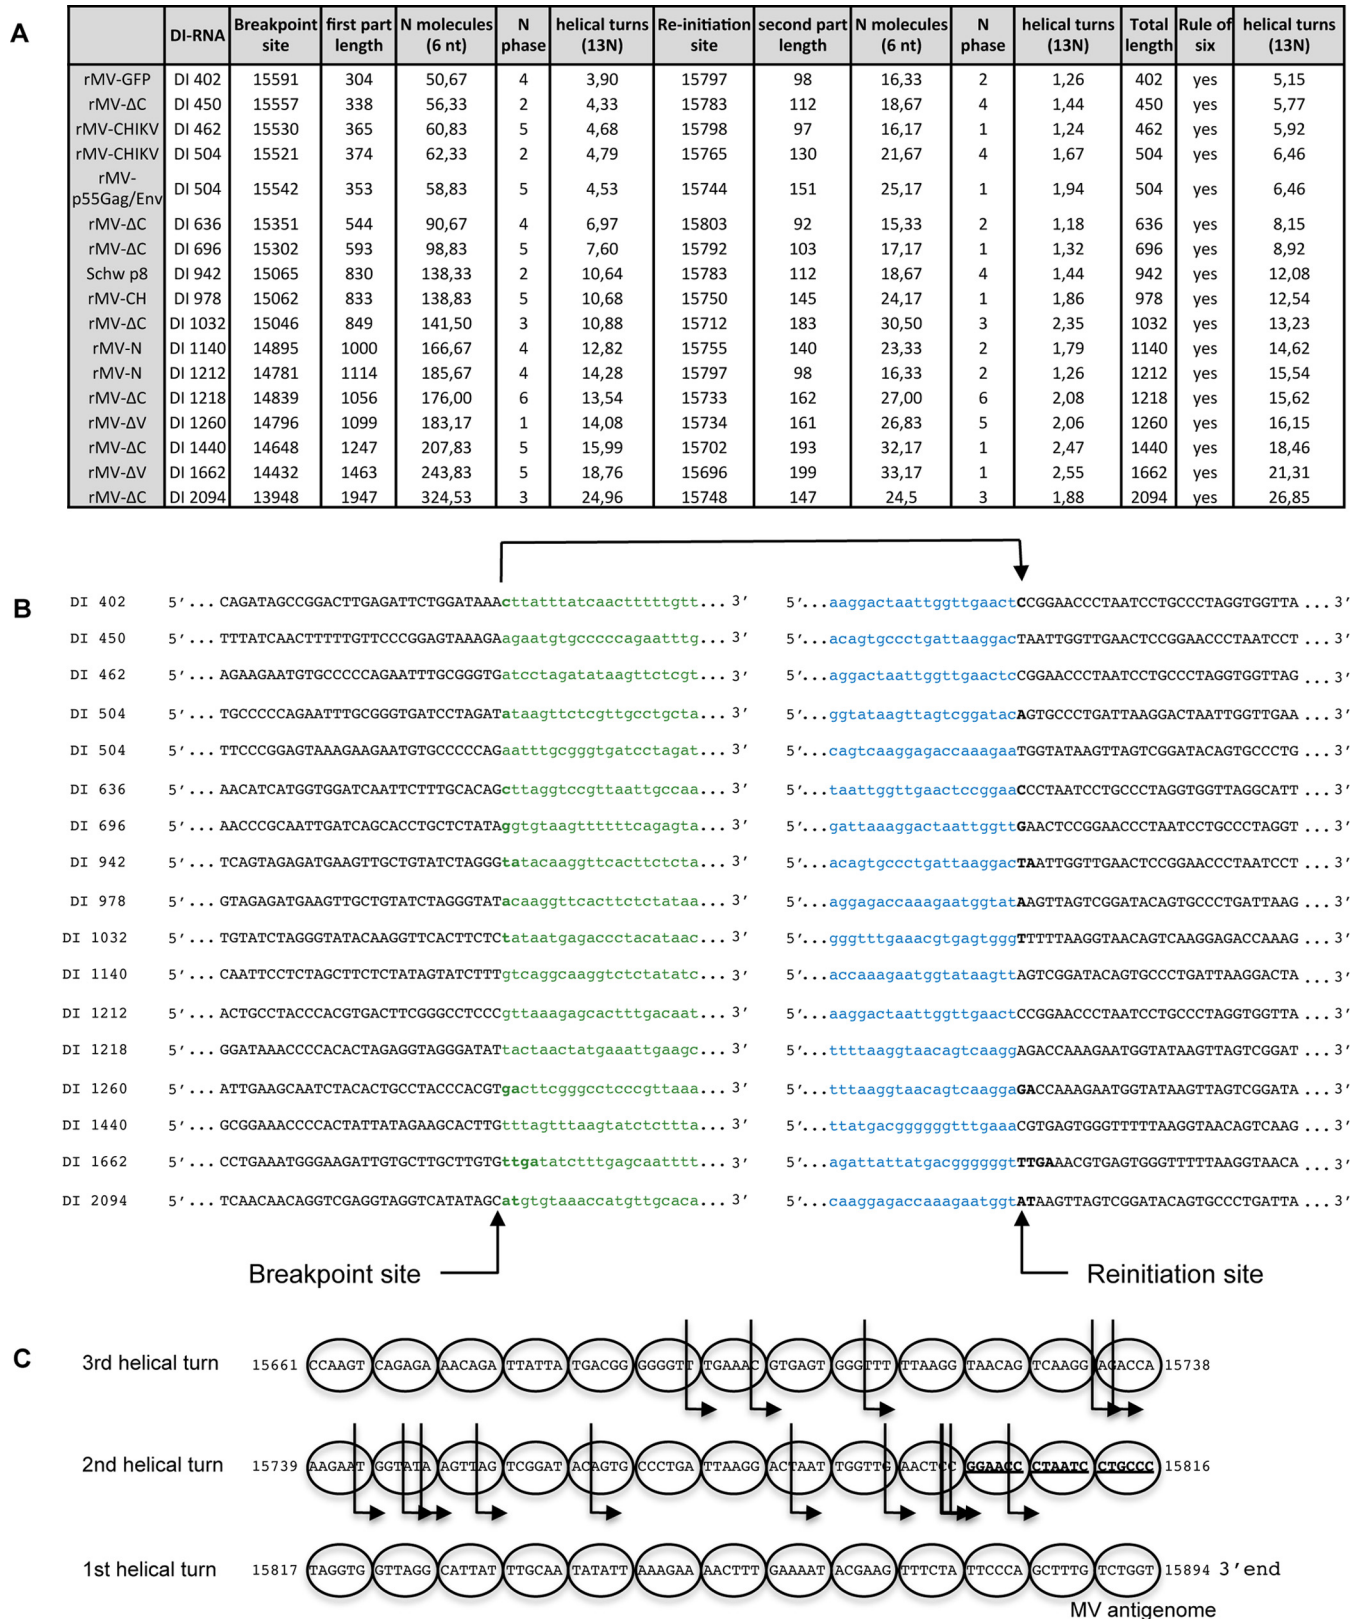 A
DI-RNA Breakpoint site first part length N molecules (6 nt) N phase helical turns (13N) Re-initiation site second part length N molecules (6 nt) N phase helical turns (13N) Total length Rule of six helical turns (13N)
rMV-GFP DI 402 15591 304 50,67 4 3,90 15797 98 16,33 2 1,26 402 yes 5,15
rMV-ΔC DI 450 15557 338 56,33 2 4,33 15783 112 18,67 4 1,44 450 yes 5,77
rMV-CHIKV DI 462 15530 365 60,83 5 4,68 15798 97 16,17 1 1,24 462 yes 5,92
rMV-CHIKV DI 504 15521 374 62,33 2 4,79 15765 130 21,67 4 1,67 504 yes 6,46
rMV-p55Gag/Env DI 504 15542 353 58,83 5 4,53 15744 151 25,17 1 1,94 504 yes 6,46
rMV-ΔC DI 636 15351 544 90,67 4 6,97 15803 92 15,33 2 1,18 636 yes 8,15
rMV-ΔC DI 696 15302 593 98,83 5 7,60 15792 103 17,17 1 1,32 696 yes 8,92
Schw p8 DI 942 15065 830 138,33 2 10,64 15783 112 18,67 4 1,44 942 yes 12,08
rMV-CH DI 978 15062 833 138,83 5 10,68 15750 145 24,17 1 1,86 978 yes 12,54
rMV-ΔC DI 1032 15046 849 141,50 3 10,88 15712 183 30,50 3 2,35 1032 yes 13,23
rMV-N DI 1140 14895 1000 166,67 4 12,82 15755 140 23,33 2 1,79 1140 yes 14,62
rMV-N DI 1212 14781 1114 185,67 4 14,28 15797 98 16,33 2 1,26 1212 yes 15,54
rMV-ΔC DI 1218 14839 1056 176,00 6 13,54 15733 162 27,00 6 2,08 1218 yes 15,62
rMV-ΔV DI 1260 14796 1099 183,17 1 14,08 15734 161 26,83 5 2,06 1260 yes 16,15
rMV-ΔC DI 1440 14648 1247 207,83 5 15,99 15702 193 32,17 1 2,47 1440 yes 18,46
rMV-ΔV DI 1662 14432 1463 243,83 5 18,76 15696 199 33,17 1 2,55 1662 yes 21,31
rMV-ΔC DI 2094 13948 1947 324,53 3 24,96 15748 147 24,5 3 1,88 2094 yes 26,85
B
DI 402 5'...CAGATAGCCGGACTTGAGATTCTGGATAAActtatttatcaactttttgtt...3' 5'...aaggactaattggttgaactCCGGAACCCTAATCCTGCCCTAGGTGGTTA...3'
DI 450 5'...TTTATCAACTTTTTGTTCCCGGAGTAAAGAagaatgtgcccccagaatttg...3' 5'...acagtgccctgattaaggacTAATTGGTTGAACTCCGGAACCCTAATCCT...3'
DI 462 5'...AGAAGAATGTGCCCCCAGAATTTGCGGGTGatcctagatataagttctcgt...3' 5'...aggactaattggttgaactcCGGAACCCTAATCCTGCCCTAGGTGGTTAG...3'
DI 504 5'...TGCCCCCAGAATTTGCGGGTGATCCTAGATataagttctcgttgcctgcta...3' 5'...ggtataagttagtcggatacAGTGCCCTGATTAAGGACTAATTGGTTGAA...3'
DI 504 5'...TTCCCGGAGTAAAGAAGAATGTGCCCCCAGaatttgcgggtgatcctagat...3' 5'...cagtcaaggagaccaaagaaTGGTATAAGTTAGTCGGATACAGTGCCCTG...3'
DI 636 5'...AACATCATGGTGGATCAATTCTTTGCACAGcttaggtccgttaattgccaa...3' 5'...taattggttgaactccggaaCCCTAATCCTGCCCTAGGTGGTTAGGCATT...3'
DI 696 5'...AACCCGCAATTGATCAGCACCTGCTCTATAggtgtaagttttttcagagta...3' 5'...gattaaaggactaattggttGAACTCCGGAACCCTAATCCTGCCCTAGGT...3'
DI 942 5'...TCAGTAGAGATGAAGTTGCTGTATCTAGGGtatacaaggttcacttctcta...3' 5'...acagtgccctgattaaggacTAATTGGTTGAACTCCGGAACCCTAATCCT...3'
DI 978 5'...GTAGAGATGAAGTTGCTGTATCTAGGGTATacaaggttcacttctctataa...3' 5'...aggagaccaaagaatggtatAAGTTAGTCGGATACAGTGCCCTGATTAAG...3'
DI 1032 5'...TGTATCTAGGGTATACAAGGTTCACTTCTCtataatgagaccctacataac...3' 5'...gggtttgaaacgtgagtgggTTTTTAAGGTAACAGTCAAGGAGACCAAAG...3'
DI 1140 5'...CAATTCCTCTAGCTTCTCTATAGTATCTTTgtcaggcaaggtctctatatc...3' 5'...accaaagaatggtataagttAGTCGGATACAGTGCCCTGATTAAGGACTA...3'
DI 1212 5'...ACTGCCTACCCACGTGACTTCGGGCCTCCCgttaaagagcactttgacaat...3' 5'...aaggactaattggttgaactCCGGAACCCTAATCCTGCCCTAGGTGGTTA...3'
DI 1218 5'...GGATAAACCCCACACTAGAGGTAGGGATATtactaactatgaaattgaagc...3' 5'...ttttaaggtaacagtcaaggAGACCAAAGAATGGTATAAGTTAGTCGGAT...3'
DI 1260 5'...ATTGAAGCAATCTACACTGCCTACCCACGTgacttcgggcctcccgttaaa...3' 5'...tttaaggtaacagtcaaggaGACCAAAGAATGGTATAAGTTAGTCGGATA...3'
DI 1440 5'...GCGGAAACCCCACTATTATAGAAGCACTTGtttagtttaagtatctcttta...3' 5'...ttatgacggggggtttgaaaCGTGAGTGGGTTTTTAAGGTAACAGTCAAG...3'
DI 1662 5'...CCTGAAATGGGAAGATTGTGCTTGCTTGTGttgatatctttgagcaatttt...3' 5'...agattattatgacggggggtTTGAAACGTGAGTGGGTTTTTAAGGTAACA...3'
DI 2094 5'...TCAACAACAGGTCGAGGTAGGTCATATAGCatgtgtaaaccatgttgcaca...3' 5'...caaggagaccaaagaatggtATAAGTTAGTCGGATACAGTGCCCTGATTA...3'
Breakpoint site Reinitiation site
C
3rd helical turn 15661 CCAAGT CAGAGA AACAGA TTATTA TGACGG GGGGTT TGAAAC GTGAGT GGGTTT TTAAGG TAACAG TCAAGG AGACCA 15738
2nd helical turn 15739 AAGAAT GGTATA AGTTAG TCGGAT ACAGTG CCCTGA TTAAGG ACTAAT TGGTTG AACTCC GGAACC CTAATC CTGCCC 15816
1st helical turn 15817 TAGGTG GTTAGG CATTAT TTGCAA TATATT AAAGAA AACTTT GAAAAT ACGAAG TTTCTA TTCCCA GCTTTG TCTGGT 15894 3'end
MV antigenome